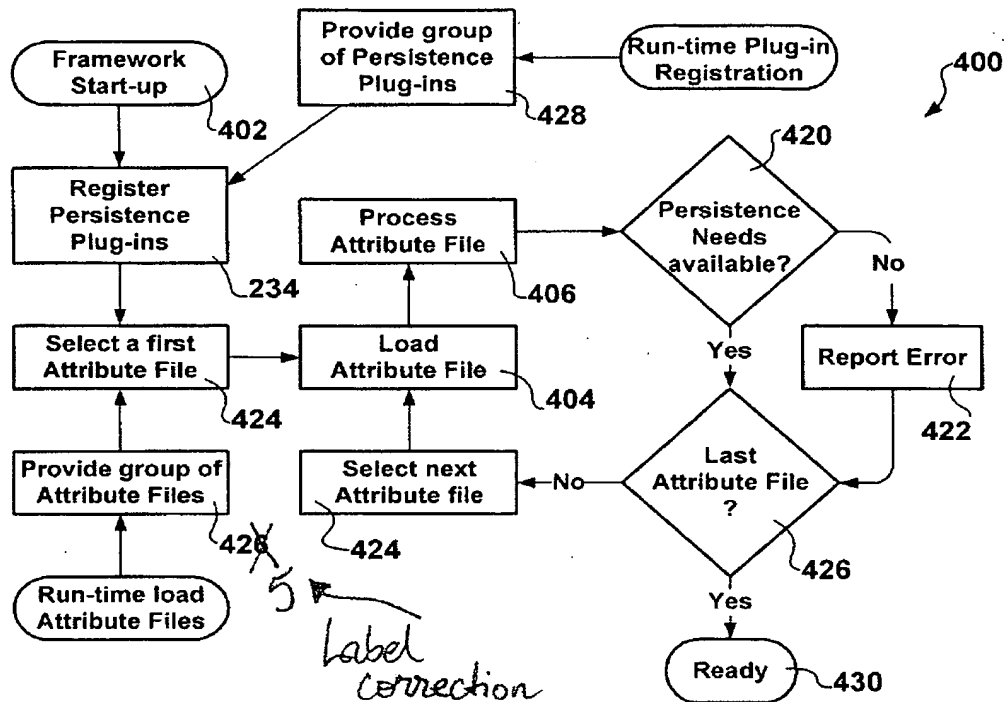 Framework
Start-up
402
Provide group
of Persistence
Plug-ins
428
Run-time Plug-in
Registration
400
Register
Persistence
Plug-ins
234
Process
Attribute File
406
420
Persistence
Needs
available?
No
Yes
Select a first
Attribute File
424
Load
Attribute File
404
Report Error
422
Provide group of
Attribute Files
426
5
Label
correction
Select next
Attribute file
424
No
Last
Attribute File
?
426
Run-time load
Attribute Files
Yes
Ready
430